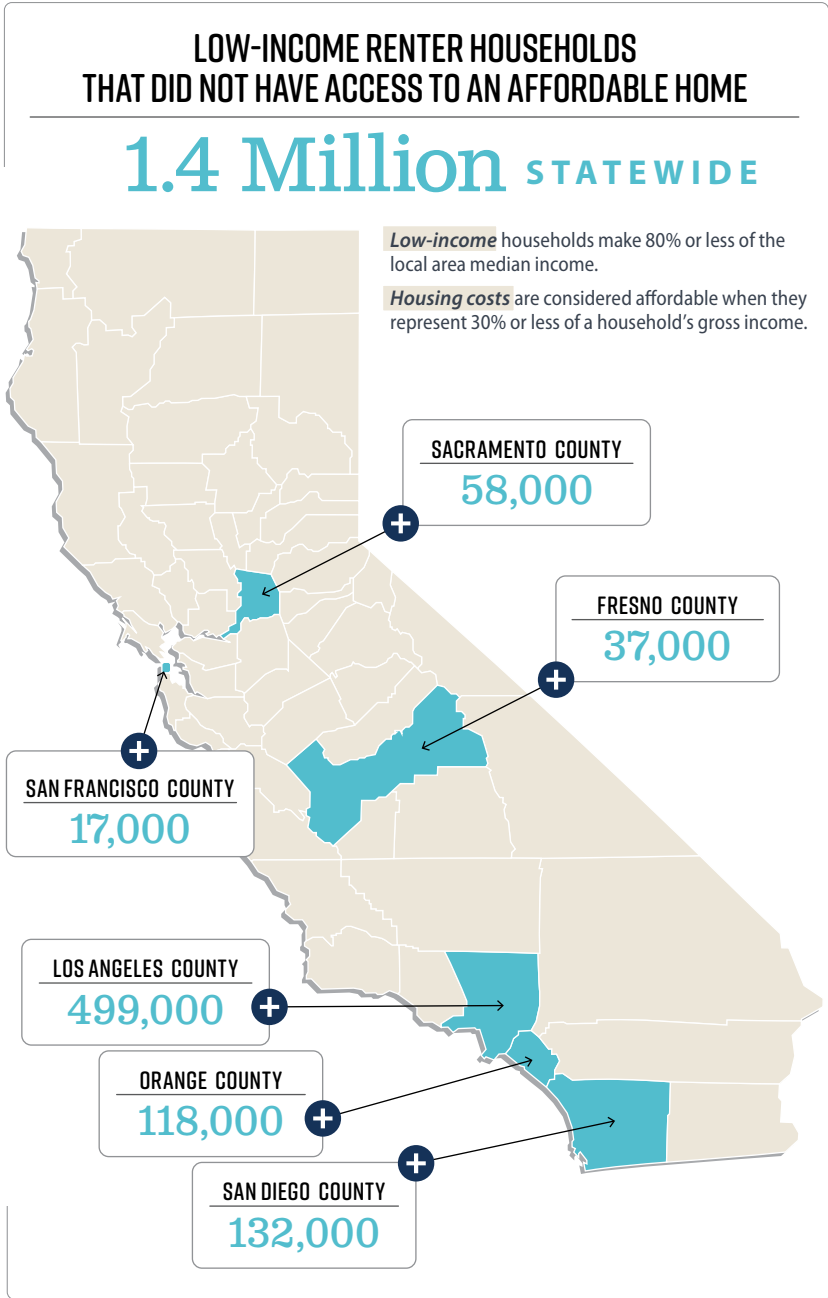 LOW-INCOME RENTER HOUSEHOLDS
THAT DID NOT HAVE ACCESS TO AN AFFORDABLE HOME
1.4 Million STATEWIDE
Low-income households make 80% or less of the
local area median income.
Housing costs are considered affordable when they
represent 30% or less of a household's gross income.
SACRAMENTO COUNTY
58,000
FRESNO COUNTY
37,000
SAN FRANCISCO COUNTY
17,000
LOS ANGELES COUNTY
499,000
ORANGE COUNTY
118,000
SAN DIEGO COUNTY
132,000